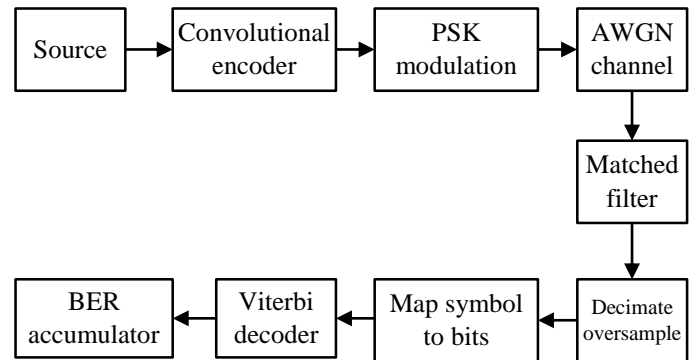 Source
Convolutional
encoder
PSK
modulation
AWGN
channel
Matched
filter
Decimate
oversample
Map symbol
to bits
Viterbi
decoder
BER
accumulator